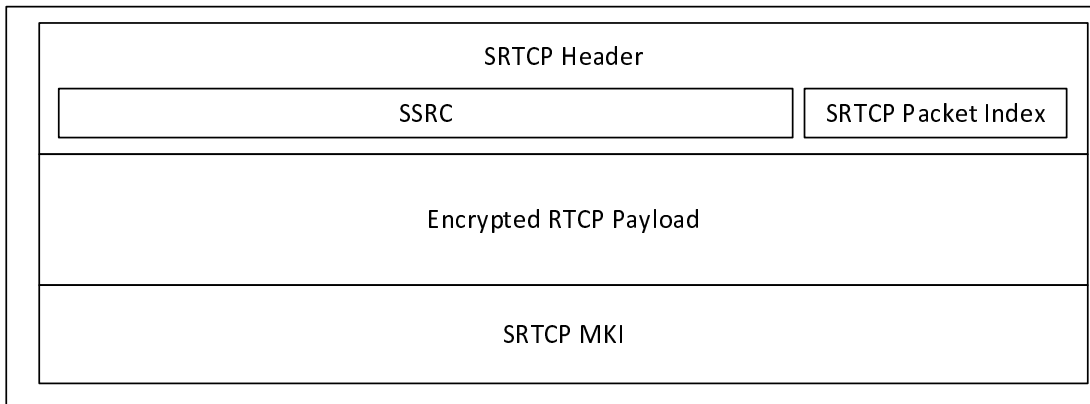 SRTCP Header
SSRC
SRTCP Packet Index
Encrypted RTCP Payload
SRTCP MKI